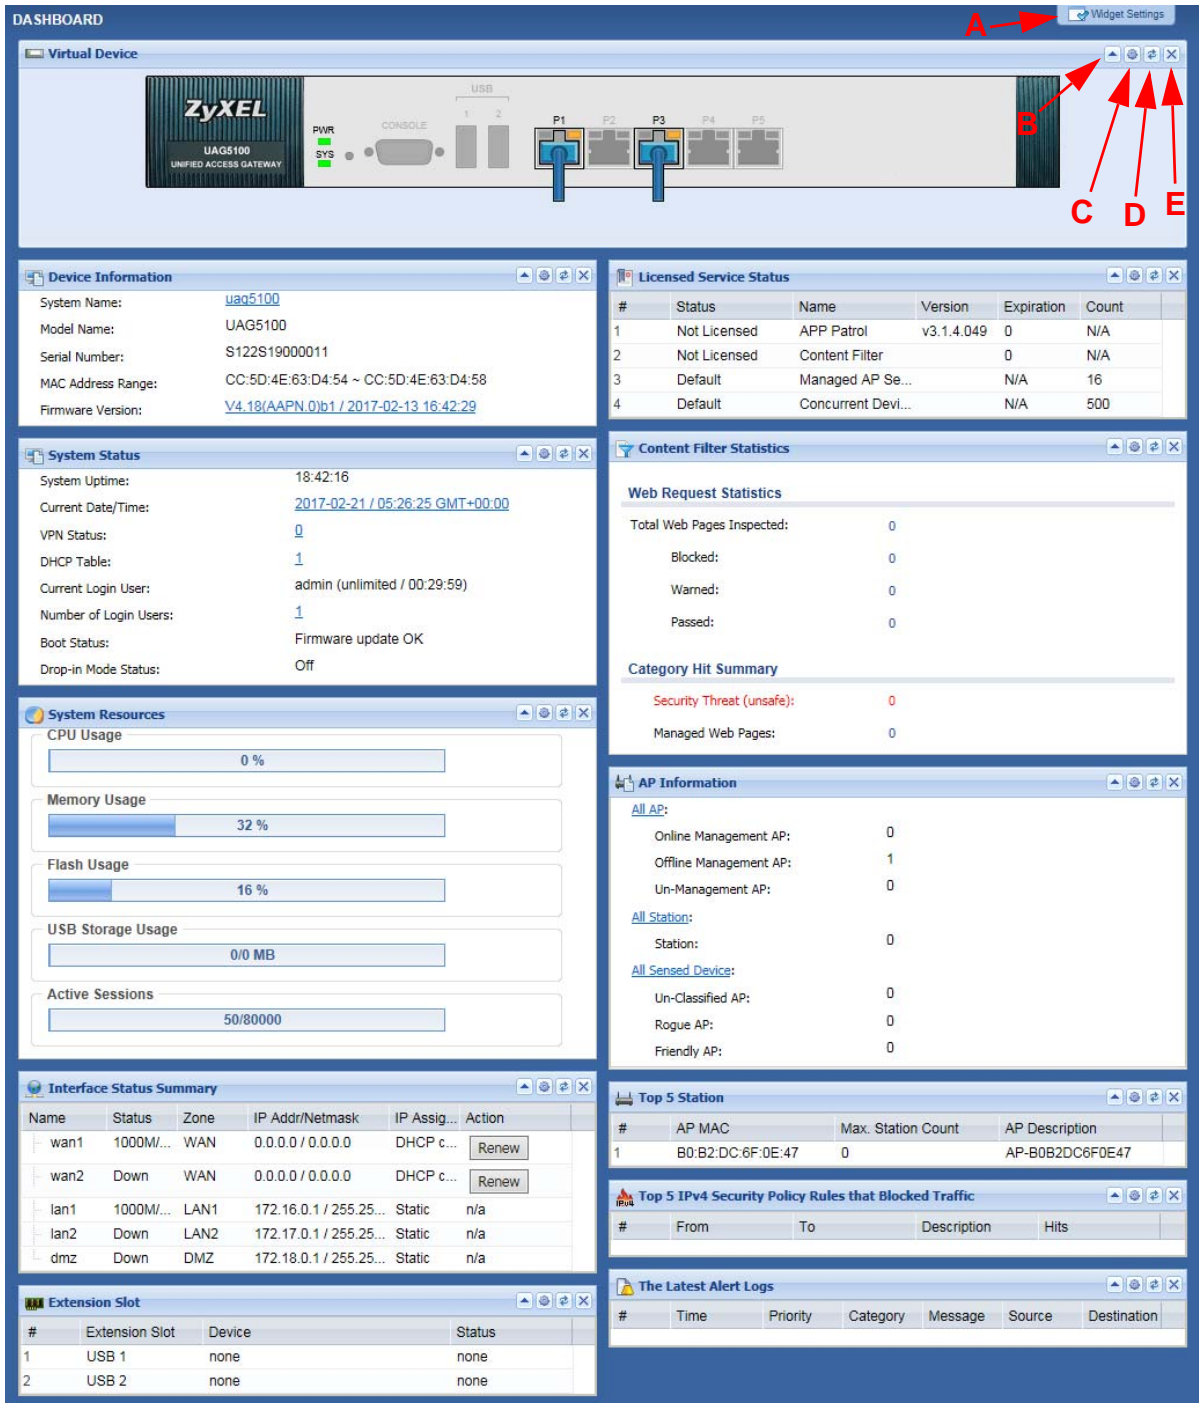 DASHBOARD
Widget Settings
A
Virtual Device
B
C
D
E
ZyXEL
UAG5100
UNIFIED ACCESS GATEWAY
PWR
SYS
CONSOLE
USB
1 2
P1 P2 P3 P4 P5
Device Information
System Name: uag5100
Model Name: UAG5100
Serial Number: S122S19000011
MAC Address Range: CC:5D:4E:63:D4:54 ~ CC:5D:4E:63:D4:58
Firmware Version: V4.18(AAPN.0)b1 / 2017-02-13 16:42:29
System Status
System Uptime: 18:42:16
Current Date/Time: 2017-02-21 / 05:26:25 GMT+00:00
VPN Status: 0
DHCP Table: 1
Current Login User: admin (unlimited / 00:29:59)
Number of Login Users: 1
Boot Status: Firmware update OK
Drop-in Mode Status: Off
System Resources
CPU Usage
0 %
Memory Usage
32 %
Flash Usage
16 %
USB Storage Usage
0/0 MB
Active Sessions
50/80000
Interface Status Summary
Name Status Zone IP Addr/Netmask IP Assig... Action
wan1 1000M/... WAN 0.0.0.0 / 0.0.0.0 DHCP c... Renew
wan2 Down WAN 0.0.0.0 / 0.0.0.0 DHCP c... Renew
lan1 1000M/... LAN1 172.16.0.1 / 255.25... Static n/a
lan2 Down LAN2 172.17.0.1 / 255.25... Static n/a
dmz Down DMZ 172.18.0.1 / 255.25... Static n/a
Extension Slot
# Extension Slot Device Status
1 USB 1 none none
2 USB 2 none none
Licensed Service Status
# Status Name Version Expiration Count
1 Not Licensed APP Patrol v3.1.4.049 0 N/A
2 Not Licensed Content Filter 0 N/A
3 Default Managed AP Se... N/A 16
4 Default Concurrent Devi... N/A 500
Content Filter Statistics
Web Request Statistics
Total Web Pages Inspected: 0
Blocked: 0
Warned: 0
Passed: 0
Category Hit Summary
Security Threat (unsafe): 0
Managed Web Pages: 0
AP Information
All AP:
Online Management AP: 0
Offline Management AP: 1
Un-Management AP: 0
All Station:
Station: 0
All Sensed Device:
Un-Classified AP: 0
Rogue AP: 0
Friendly AP: 0
Top 5 Station
# AP MAC Max. Station Count AP Description
1 B0:B2:DC:6F:0E:47 0 AP-B0B2DC6F0E47
IPv4 Top 5 IPv4 Security Policy Rules that Blocked Traffic
# From To Description Hits
The Latest Alert Logs
# Time Priority Category Message Source Destination